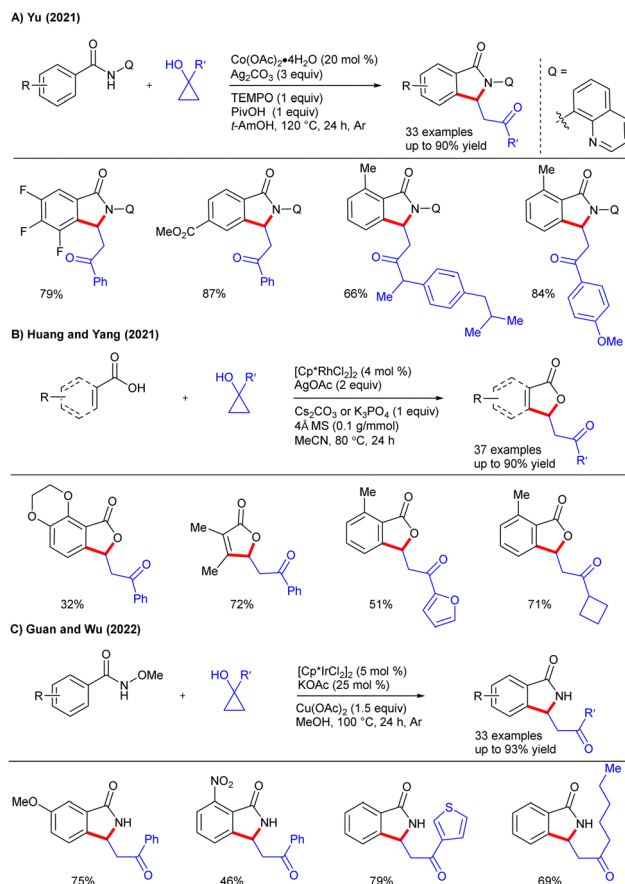 A) Yu (2021)
R
O
N
H
Q
+
HO
R′
Co(OAc)₂•4H₂O (20 mol %)
Ag₂CO₃ (3 equiv)
TEMPO (1 equiv)
PivOH (1 equiv)
t-AmOH, 120 °C, 24 h, Ar
R
O
N–Q
O
R′
33 examples
up to 90% yield
Q =
N
F
F
F
O
N–Q
O
Ph
79%
MeO₂C
O
N–Q
O
Ph
87%
Me
O
N–Q
O
Me
Me
Me
66%
Me
O
N–Q
O
OMe
84%
B) Huang and Yang (2021)
R
O
OH
+
HO
R′
[Cp*RhCl₂]₂ (4 mol %)
AgOAc (2 equiv)
Cs₂CO₃ or K₃PO₄ (1 equiv)
4Å MS (0.1 g/mmol)
MeCN, 80 °C, 24 h
R
O
O
O
R′
37 examples
up to 90% yield
O
O
O
O
O
Ph
32%
Me
Me
O
O
O
Ph
72%
Me
O
O
O
O
51%
Me
O
O
O
71%
C) Guan and Wu (2022)
R
O
N
H
OMe
+
HO
R′
[Cp*IrCl₂]₂ (5 mol %)
KOAc (25 mol %)
Cu(OAc)₂ (1.5 equiv)
MeOH, 100 °C, 24 h, Ar
R
O
NH
R′
O
33 examples
up to 93% yield
MeO
O
NH
Ph
O
75%
NO₂
O
NH
Ph
O
46%
O
NH
S
O
79%
O
NH
Me
O
69%